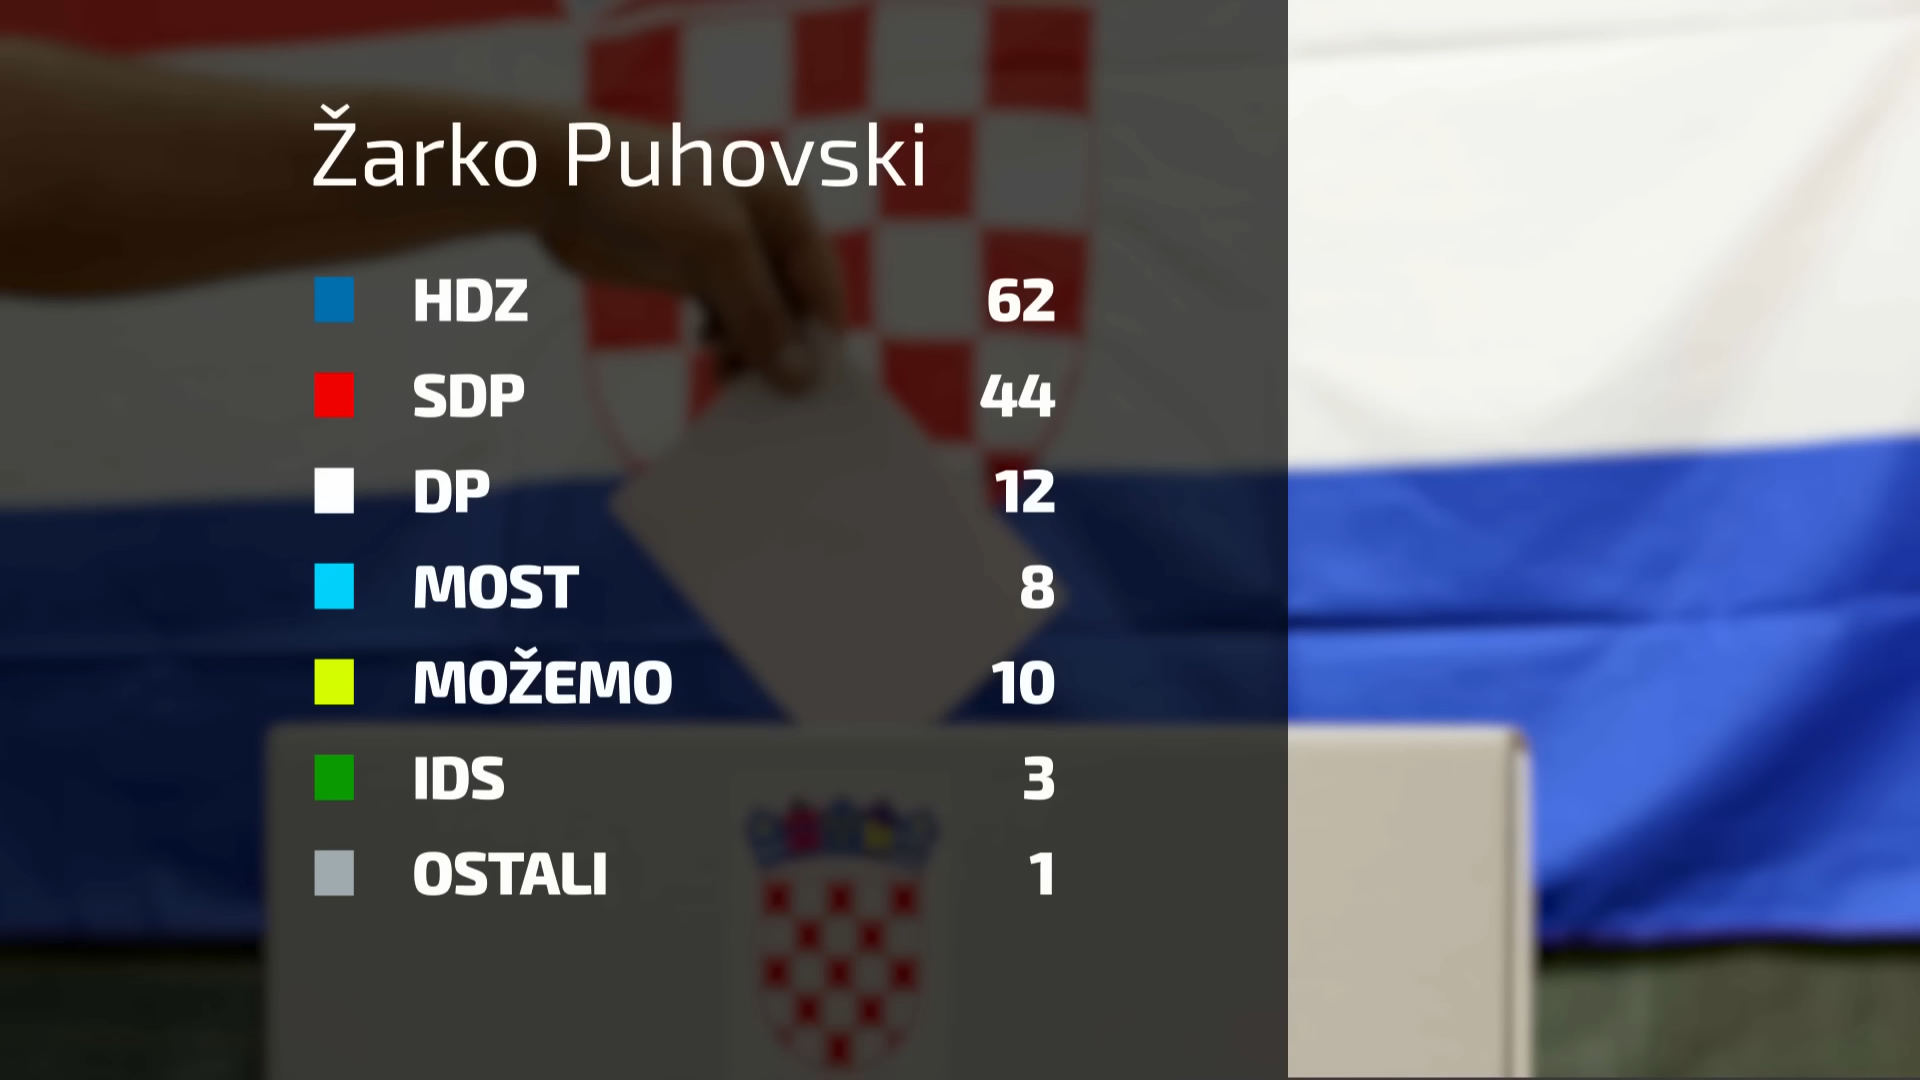 Žarko Puhovski
HDZ 62
SDP 44
DP 12
MOST 8
MOŽEMO 10
IDS 3
OSTALI 1